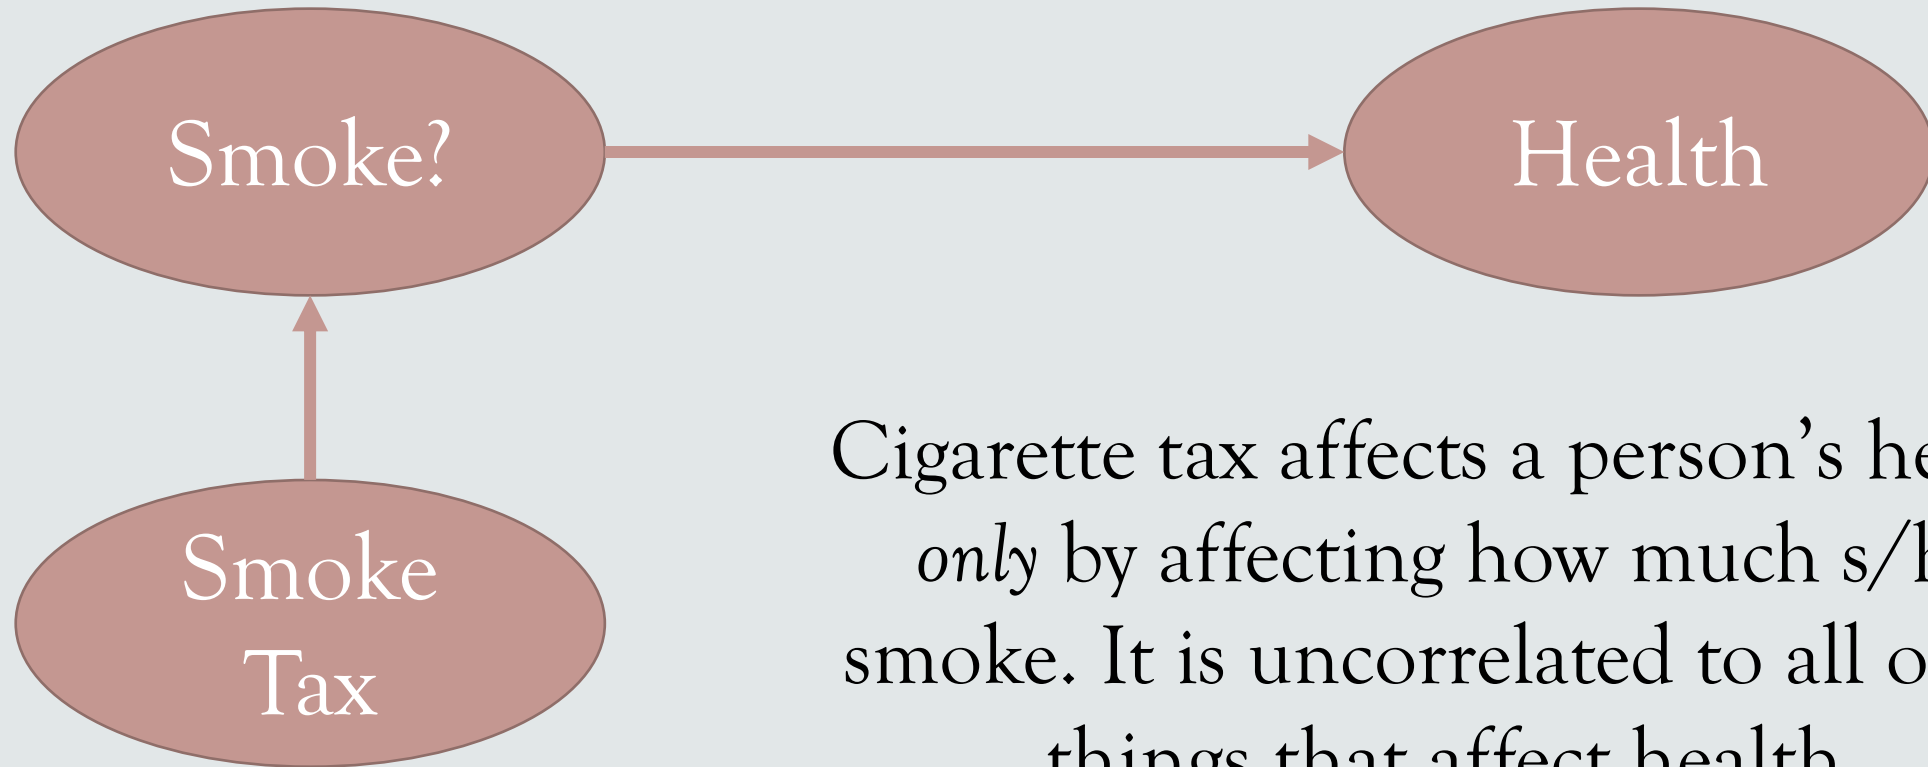 Smoke?
Health
Smoke
Tax
Cigarette tax affects a person’s
only by affecting how much
smoke. It is uncorrelated to all
things that affect health